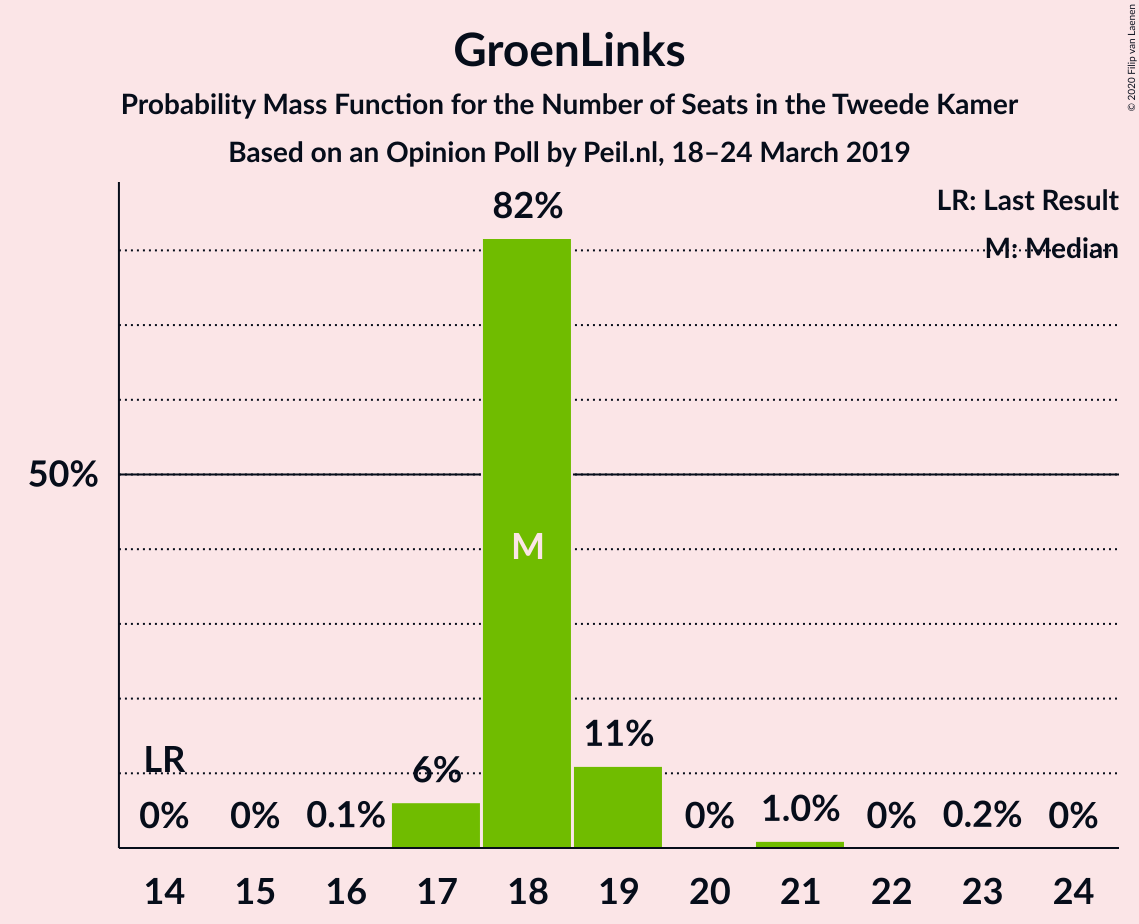 GroenLinks
Probability Mass Function for the Number of Seats in the Tweede Kamer
Based on an Opinion Poll by Peil.nl, 18–24 March 2019
© 2020 Filip van Laenen
LR: Last Result
M: Median
82%
50%
M
LR
0%
0%
0.1%
6%
11%
0%
1.0%
0%
0.2%
0%
14 15 16 17 18 19 20 21 22 23 24